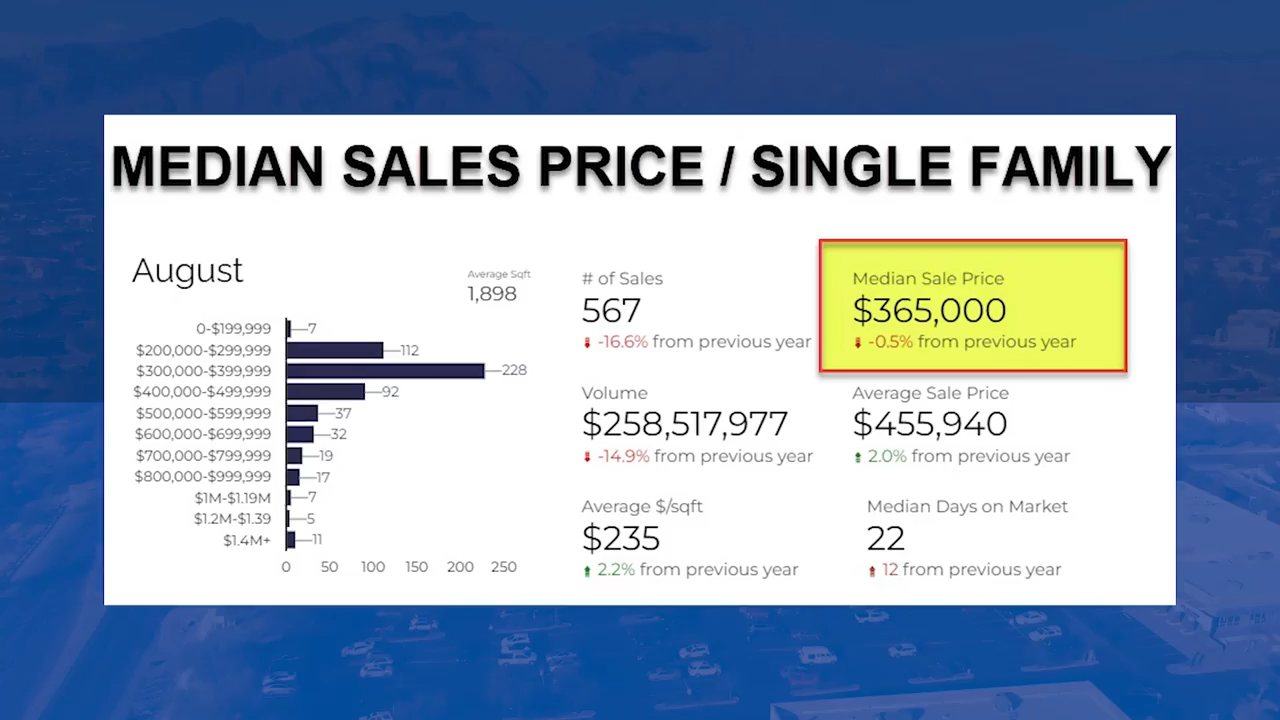 MEDIAN SALES PRICE / SINGLE FAMILY
August
Average Sqft
1,898
0-$199,999 7
$200,000-$299,999 112
$300,000-$399,999 228
$400,000-$499,999 92
$500,000-$599,999 37
$600,000-$699,999 32
$700,000-$799,999 19
$800,000-$999,999 17
$1M-$1.19M 7
$1.2M-$1.39 5
$1.4M+ 11
0 50 100 150 200 250
# of Sales
567
-16.6% from previous year
Median Sale Price
$365,000
-0.5% from previous year
Volume
$258,517,977
-14.9% from previous year
Average Sale Price
$455,940
2.0% from previous year
Average $/sqft
$235
2.2% from previous year
Median Days on Market
22
12 from previous year